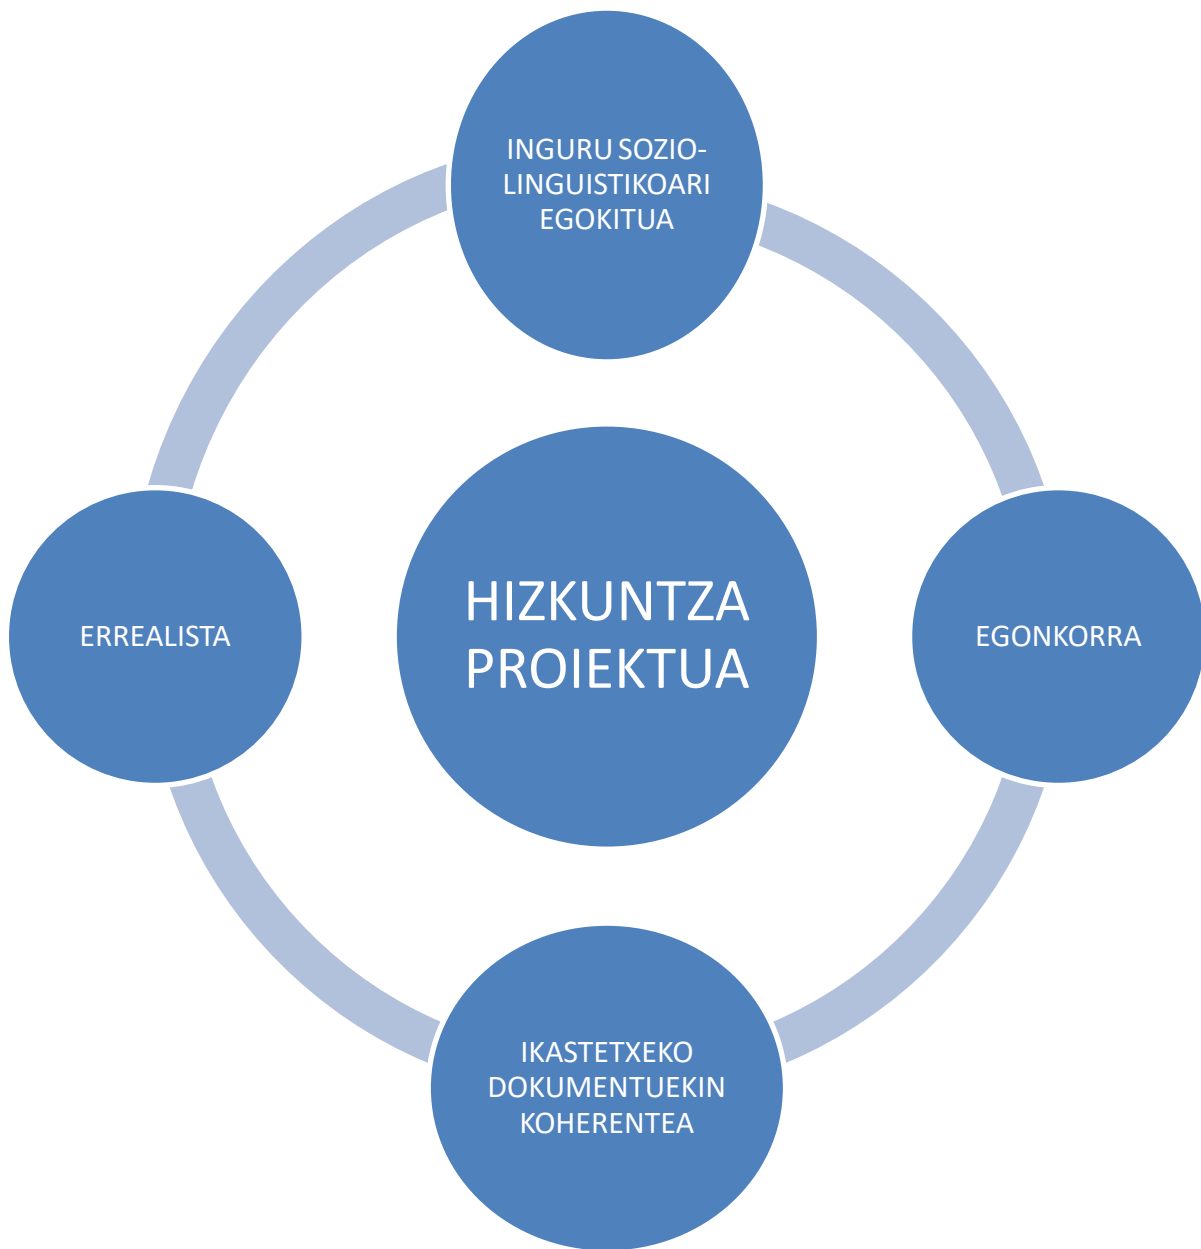 INGURU SOZIO-
LINGUISTIKOARI
EGOKITUA
HIZKUNTZA
PROIEKTUA
ERREALISTA
EGONKORRA
IKASTETXEKO
DOKUMENTUEKIN
KOHERENTEA